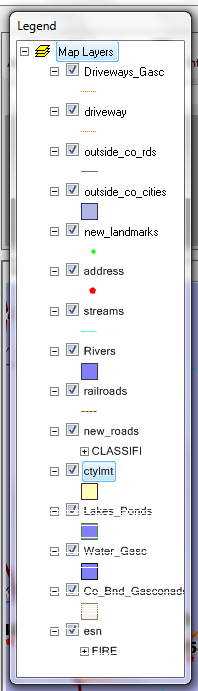 Legend
Map Layers
Driveways_Gasc
driveway
outside_co_rds
outside_co_cities
new_landmarks
address
streams
Rivers
railroads
new_roads
CLASSIFI
ctylmt
Lakes_Ponds
Water_Gasc
Co_Bnd_Gasconad
esn
FIRE